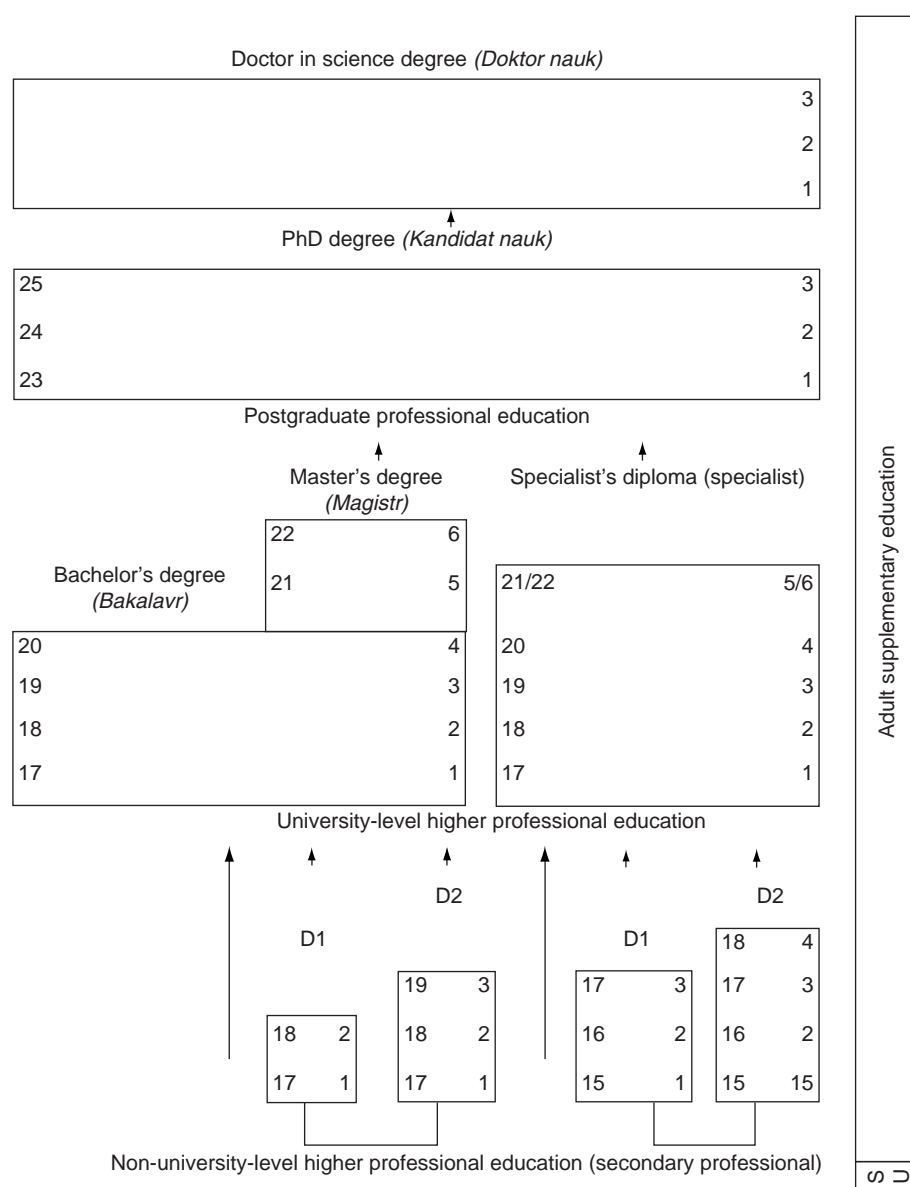 Doctor in science degree (Doktor nauk)
3
2
1
PhD degree (Kandidat nauk)
25 3
24 2
23 1
Postgraduate professional education
Master's degree
(Magistr)
Specialist's diploma (specialist)
22 6
21 5
Bachelor's degree
(Bakalavr)
20 4
19 3
18 2
17 1
21/22 5/6
20 4
19 3
18 2
17 1
University-level higher professional education
D1
18 2
17 1
D2
19 3
18 2
17 1
D1
17 3
16 2
15 1
D2
18 4
17 3
16 2
15 15
Non-university-level higher professional education (secondary professional)
Adult supplementary education
S
U